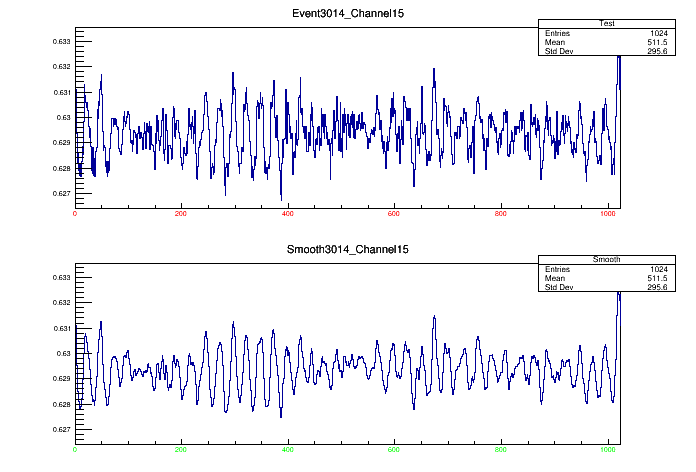 Event3014_Channel15
Test
Entries 1024
Mean 511.5
Std Dev 295.6
0.633
0.632
0.631
0.63
0.629
0.628
0.627
0 200 400 600 800 1000
Smooth3014_Channel15
Smooth
Entries 1024
Mean 511.5
Std Dev 295.6
0.633
0.632
0.631
0.63
0.629
0.628
0.627
0 200 400 600 800 1000